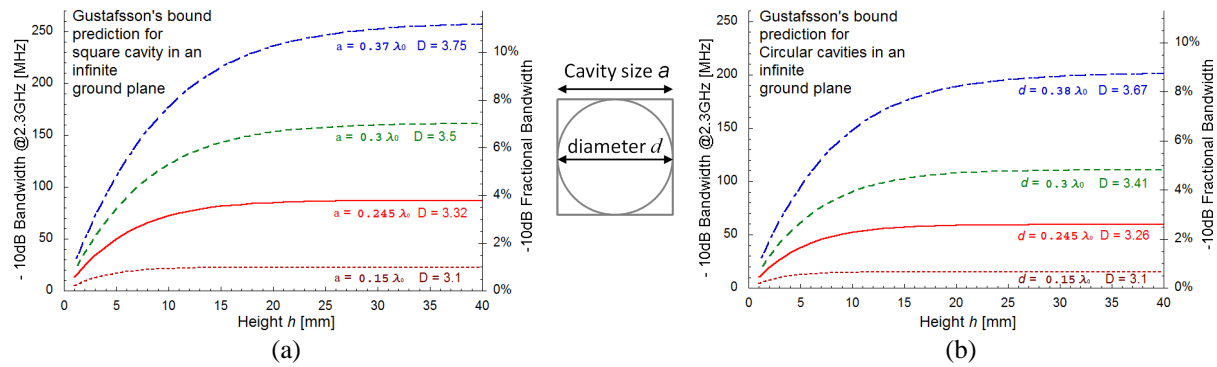 Gustafsson's bound
prediction for
square cavity in an
infinite
ground plane
- 10dB Bandwidth @2.3GHz [MHz]
250
200
150
100
50
0
a = 0.37 λ₀ D = 3.75
a = 0.3 λ₀ D = 3.5
a = 0.245 λ₀ D = 3.32
a = 0.15 λ₀ D = 3.1
10%
8%
6%
4%
2%
0%
-10dB Fractional Bandwidth
0 5 10 15 20 25 30 35 40
Height h [mm]
(a)
Cavity size a
diameter d
Gustafsson's bound
prediction for
Circular cavities in an
infinite
ground plane
- 10dB Bandwidth @2.3GHz [MHz]
250
200
150
100
50
0
d = 0.38 λ₀ D = 3.67
d = 0.3 λ₀ D = 3.41
d = 0.245 λ₀ D = 3.26
d = 0.15 λ₀ D = 3.1
10%
8%
6%
4%
2%
0%
-10dB Fractional Bandwidth
0 5 10 15 20 25 30 35 40
Height h [mm]
(b)